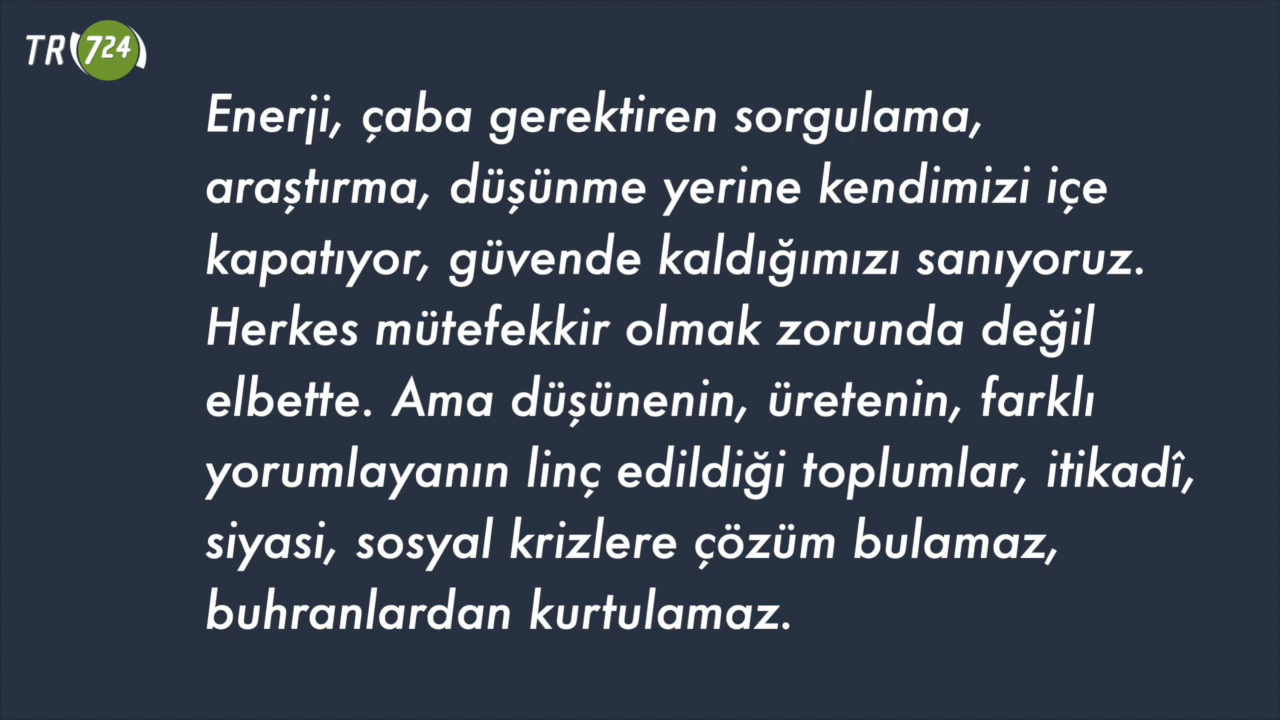 TR 724
Enerji, çaba gerektiren sorgulama,
araştırma, düşünme yerine kendimizi içe
kapatıyor, güvende kaldığımızı sanıyoruz.
Herkes mütefekkir olmak zorunda değil
elbette. Ama düşünenin, üretenin, farklı
yorumlayanın linç edildiği toplumlar, itikadî,
siyasi, sosyal krizlere çözüm bulamaz,
buhranlardan kurtulamaz.